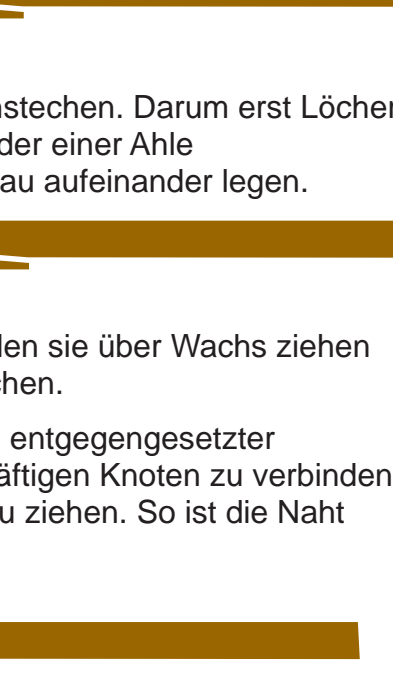 nstechen. Darum erst Löcher
der einer Ahle
au aufeinander legen.
den sie über Wachs ziehen
chen.
entgegengesetzter
äftigen Knoten zu verbinden
u ziehen. So ist die Naht